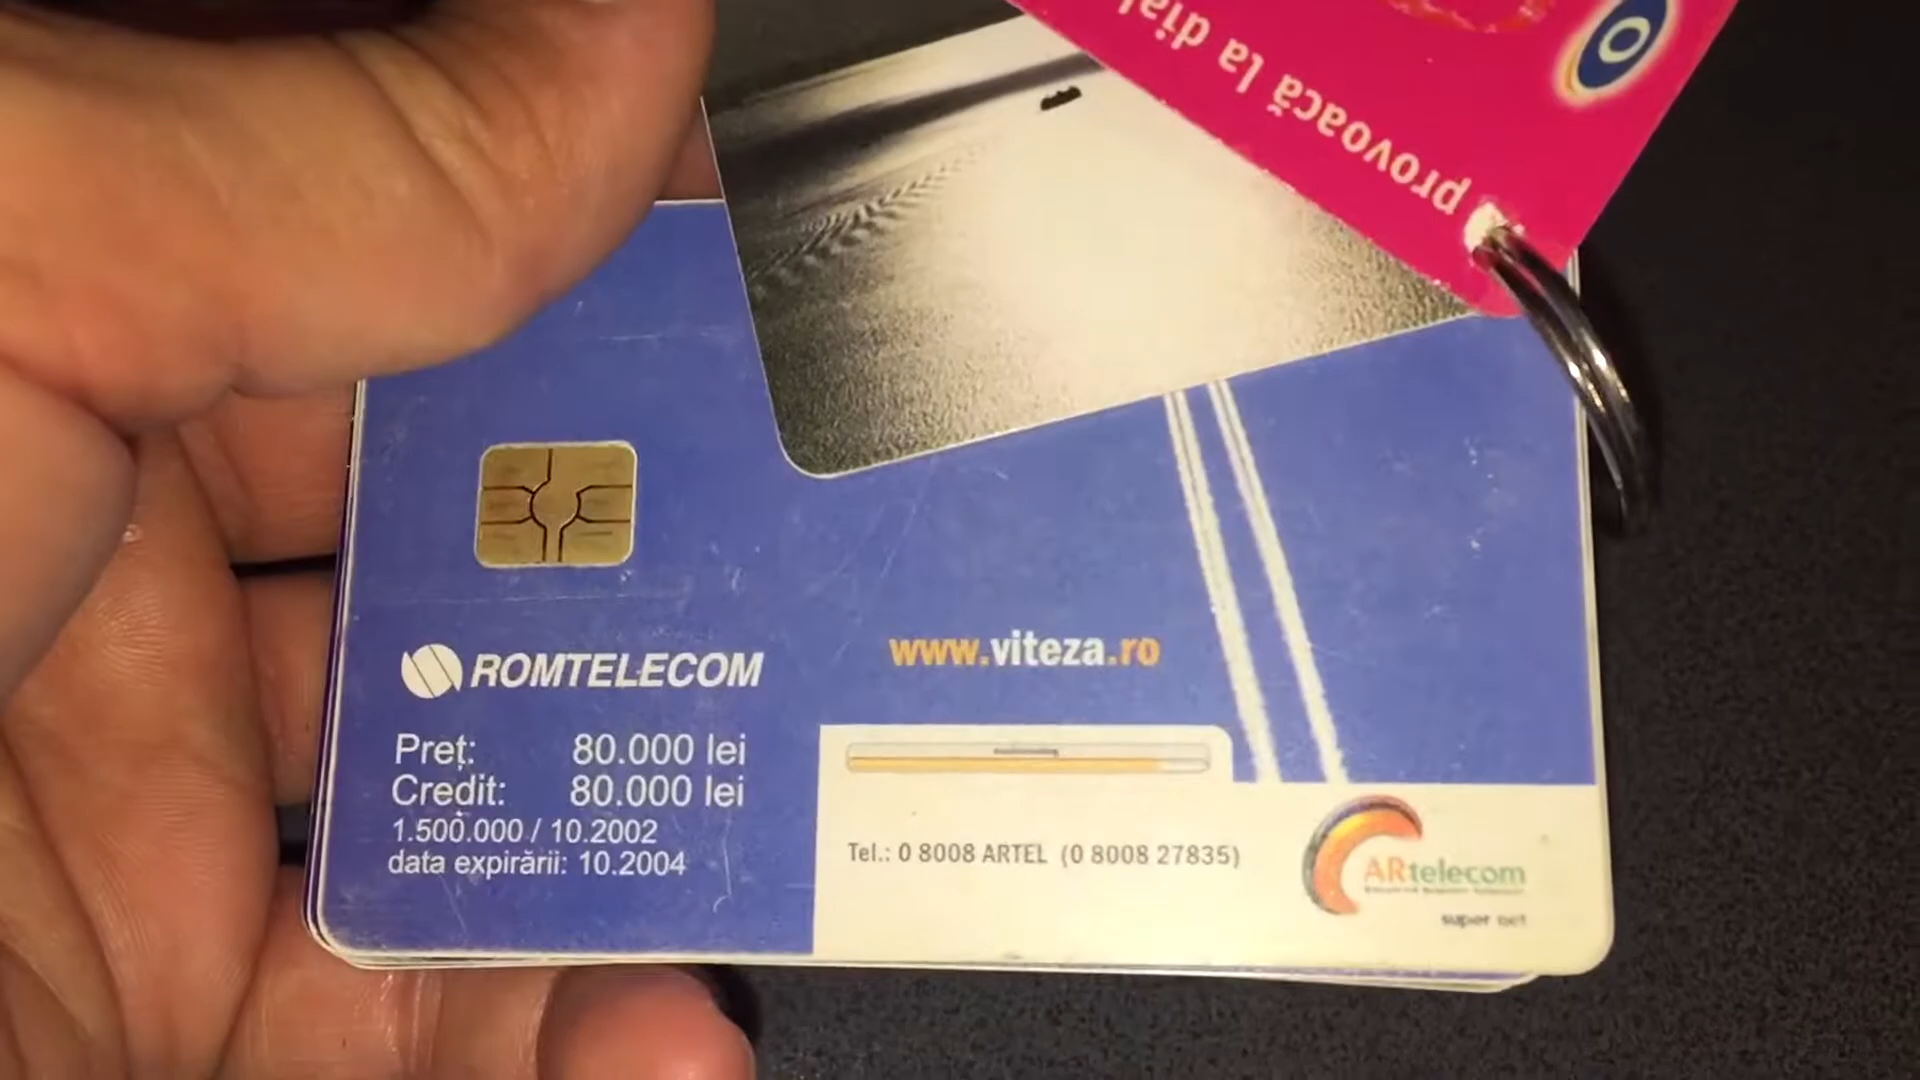 provoacă la dial
O
ROMTELECOM
www.viteza.ro
Preț: 80.000 lei
Credit: 80.000 lei
1.500.000 / 10.2002
data expirării: 10.2004
Tel.: 0 8008 ARTEL (0 8008 27835)
ARtelecom
super net